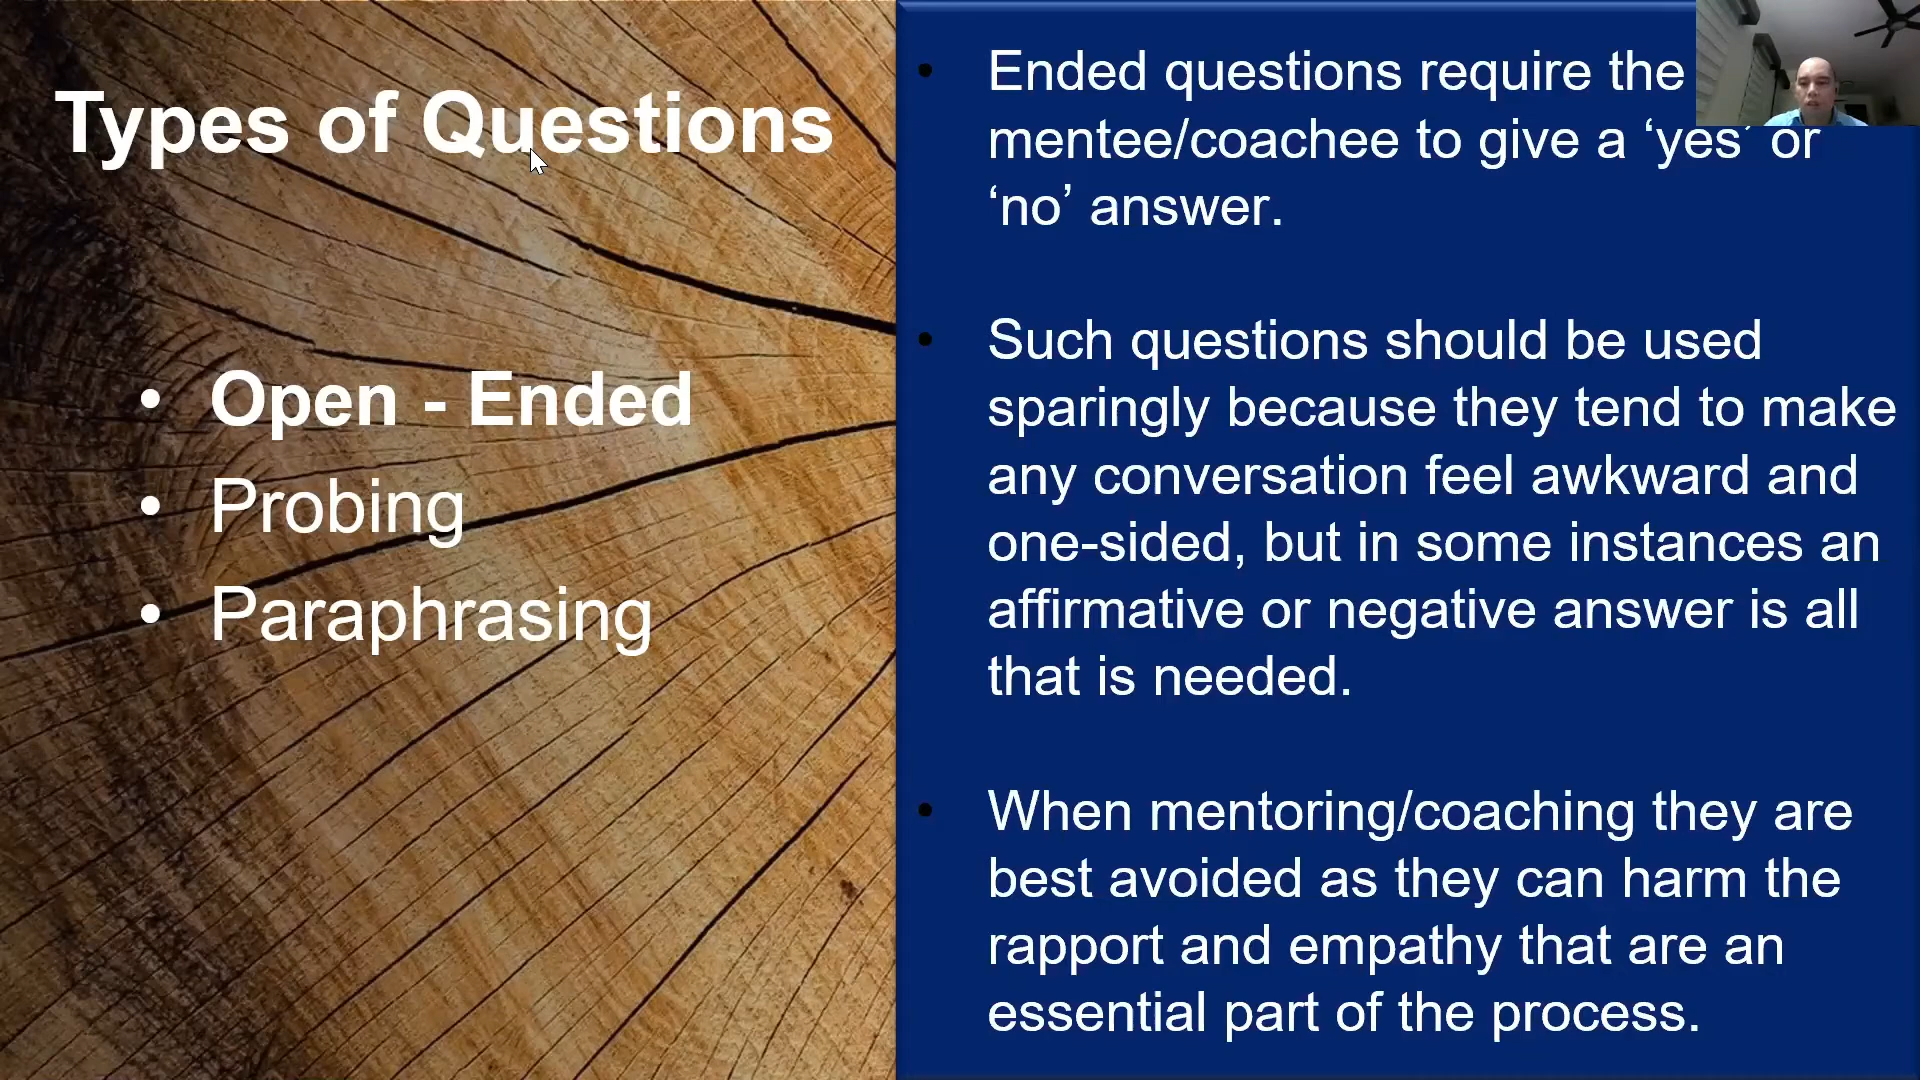 Types of Questions
• Open - Ended
• Probing
• Paraphrasing
• Ended questions require the
mentee/coachee to give a ‘yes’ or
‘no’ answer.
• Such questions should be used
sparingly because they tend to make
any conversation feel awkward and
one-sided, but in some instances an
affirmative or negative answer is all
that is needed.
• When mentoring/coaching they are
best avoided as they can harm the
rapport and empathy that are an
essential part of the process.